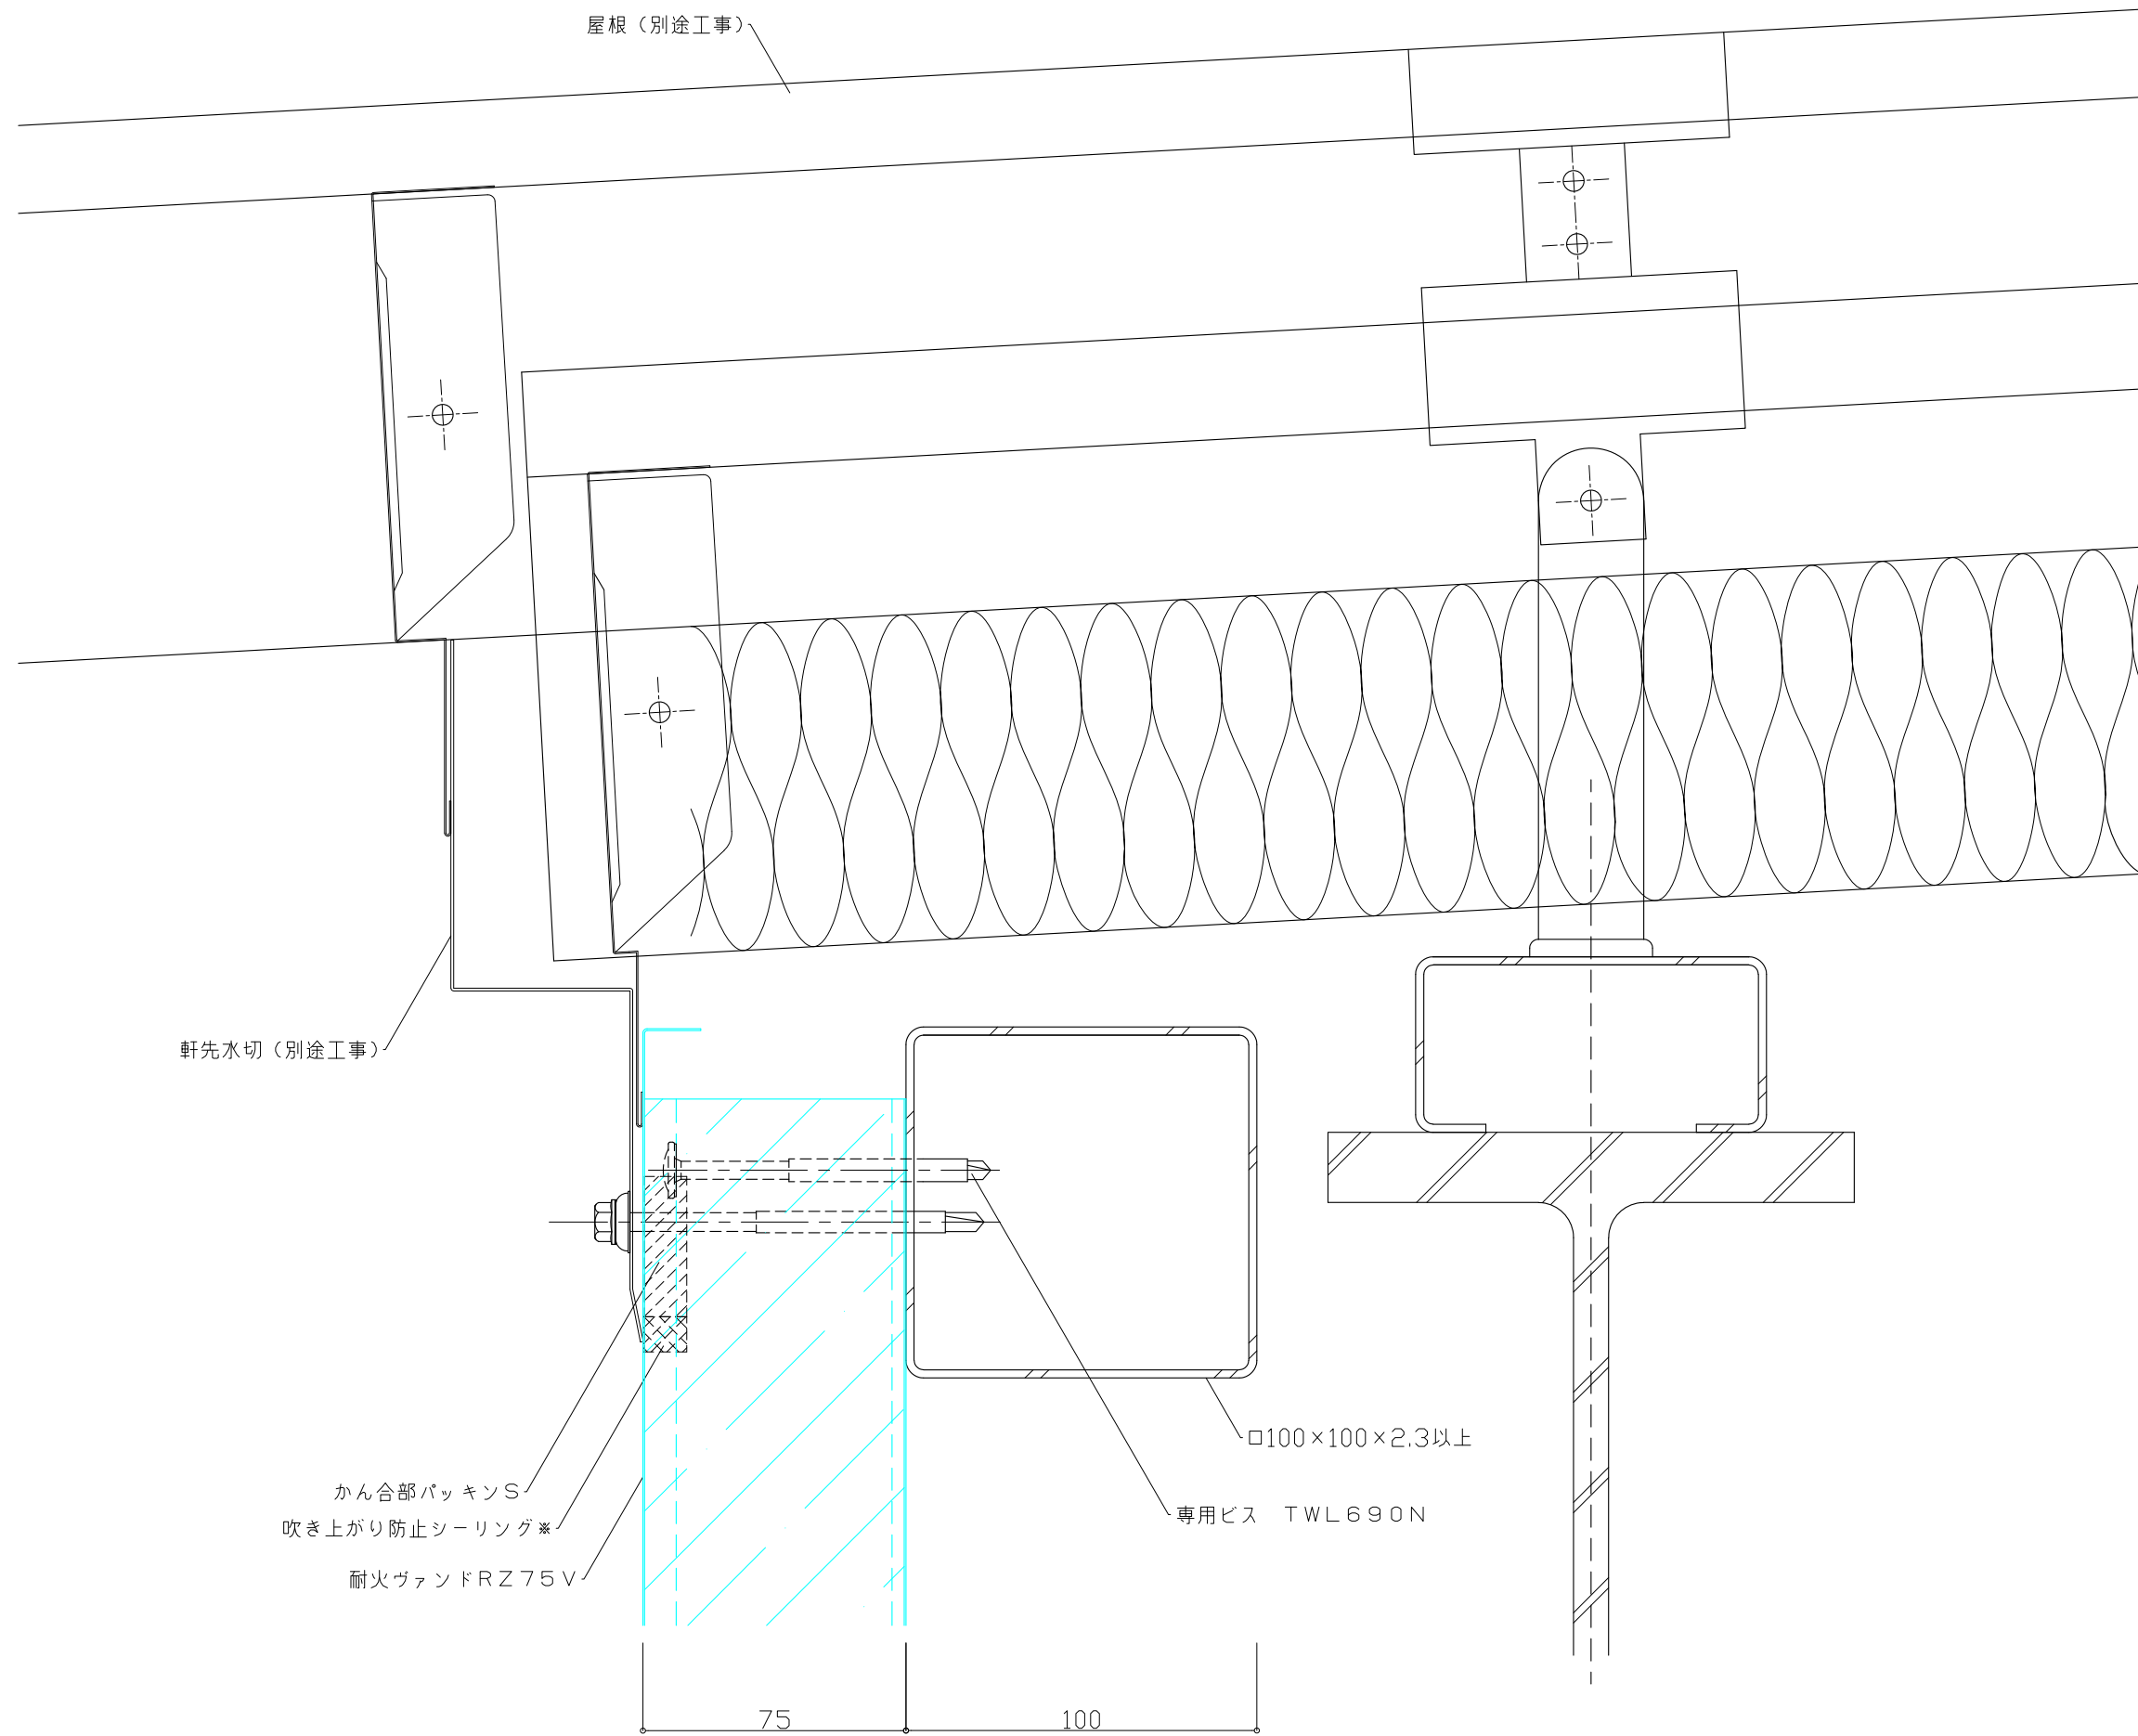 屋根（別途工事）
軒先水切（別途工事）
□100×100×2.3以上
かん合部パッキンS
専用ビス　TWL690N
吹き上がり防止シーリング※
耐火ヴァンドRZ75V
75
100